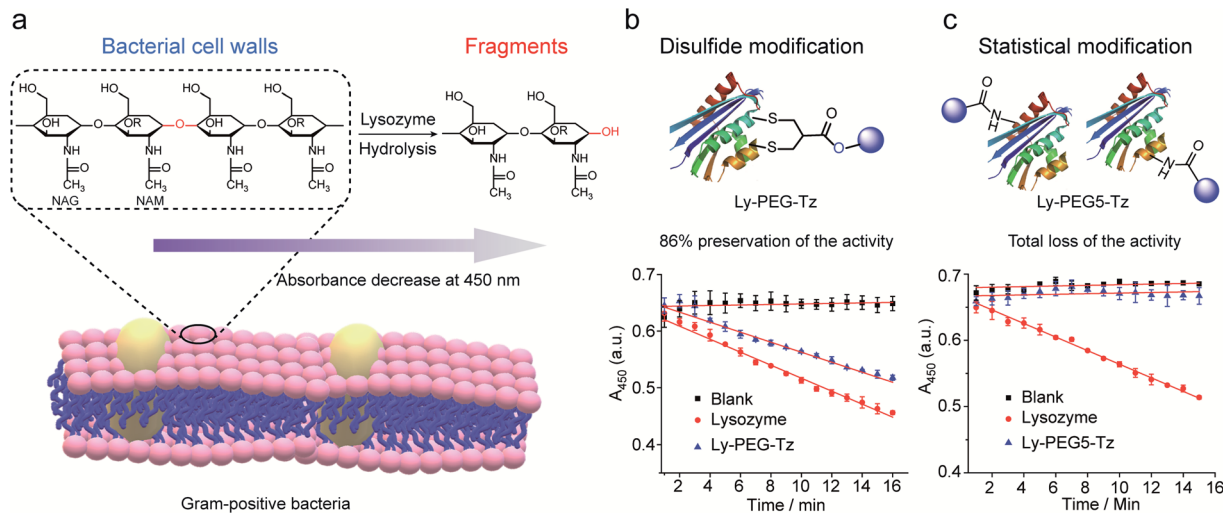 a
Bacterial cell walls
Fragments
HO
HO
HO
HO
OH
OR
OH
OR
O
O
O
NH
NH
NH
NH
O
O
O
O
CH3
CH3
CH3
CH3
NAG
NAM
Lysozyme
Hydrolysis
HO
HO
OH
OR
OH
O
NH
NH
O
O
CH3
CH3
Absorbance decrease at 450 nm
Gram-positive bacteria
b
Disulfide modification
S
S
O
O
Ly-PEG-Tz
86% preservation of the activity
0.7
0.6
0.5
0.4
A450 (a.u.)
Blank
Lysozyme
Ly-PEG-Tz
2 4 6 8 10 12 14 16
Time / min
c
Statistical modification
O
N
H
O
N
H
Ly-PEG5-Tz
Total loss of the activity
0.7
0.6
0.5
0.4
A450 (a.u.)
Blank
Lysozyme
Ly-PEG5-Tz
2 4 6 8 10 12 14 16
Time / Min